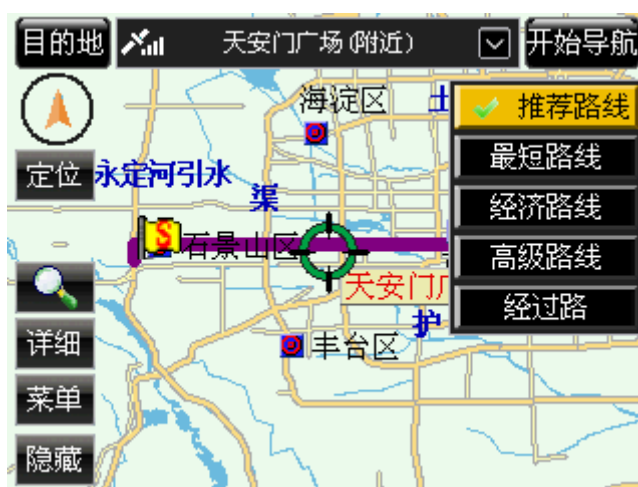 目的地
天安门广场(附近)
开始导航
海淀区
土
推荐路线
定位
永定河引水
渠
最短路线
经济路线
S
石景山区
高级路线
天安门广
经过路
详细
丰台区
护
菜单
隐藏